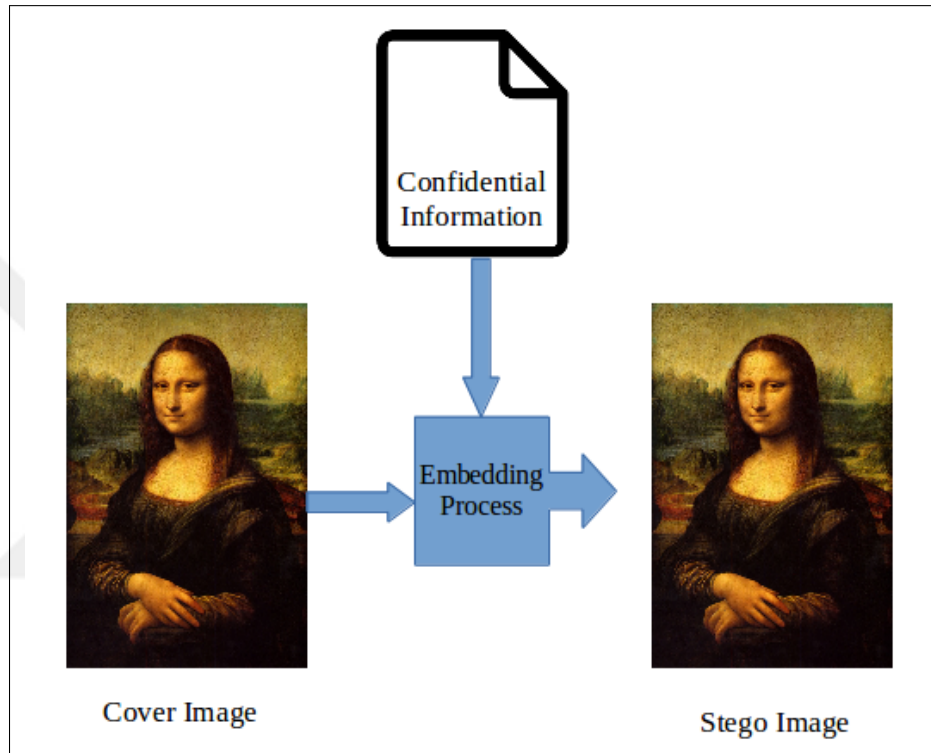 Confidential
Information
Embedding
Process
Cover Image
Stego Image